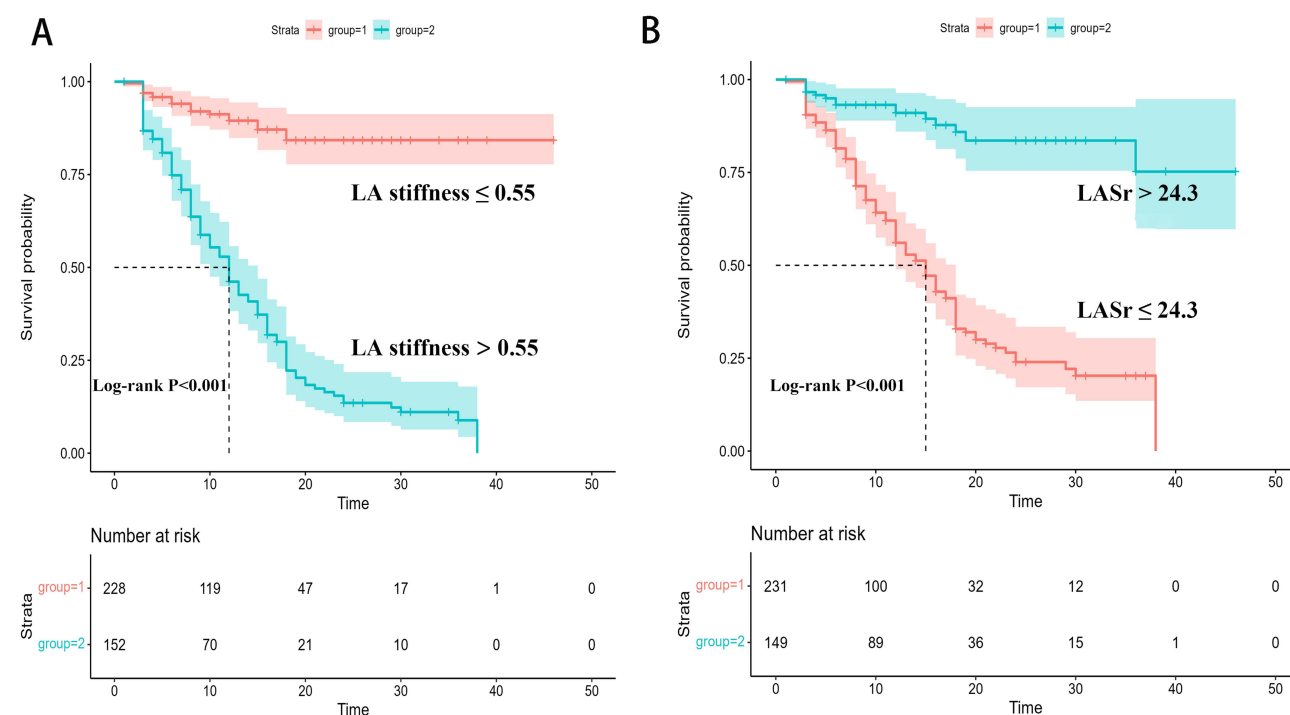 A
Strata group=1 group=2
1.00
0.75
0.50
0.25
0.00
Survival probability
LA stiffness ≤ 0.55
LA stiffness > 0.55
Log-rank P<0.001
0 10 20 30 40 50
Time
Number at risk
Strata
group=1 228 119 47 17 1 0
group=2 152 70 21 10 0 0
0 10 20 30 40 50
Time
B
Strata group=1 group=2
1.00
0.75
0.50
0.25
0.00
Survival probability
LASr > 24.3
LASr ≤ 24.3
Log-rank P<0.001
0 10 20 30 40 50
Time
Number at risk
Strata
group=1 231 100 32 12 0 0
group=2 149 89 36 15 1 0
0 10 20 30 40 50
Time